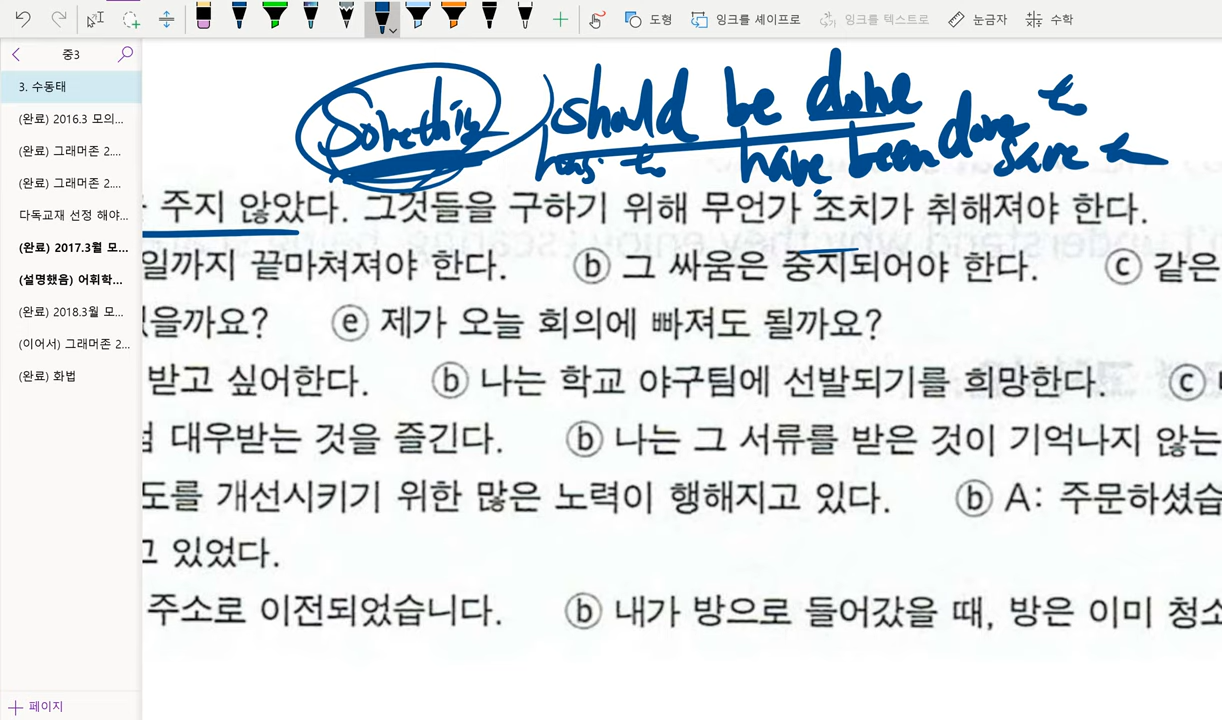 도형 잉크를 셰이프로 잉크를 텍스트로 눈금자 수학
중3
3. 수동태
(완료) 2016.3 모의...
(완료) 그래머존 2....
(완료) 그래머존 2....
다독교재 선정 해야...
(완료) 2017.3월 모...
(설명했음) 어휘학...
(완료) 2018.3월 모...
(이어서) 그래머존 2...
(완료) 화법
페이지
Something should be done to
has to have been done save
주지 않았다. 그것들을 구하기 위해 무언가 조치가 취해져야 한다.
일까지 끝마쳐져야 한다. ⓑ 그 싸움은 중지되어야 한다. ⓒ 같은
을까요? ⓔ 제가 오늘 회의에 빠져도 될까요?
받고 싶어한다. ⓑ 나는 학교 야구팀에 선발되기를 희망한다. ⓒ
대우받는 것을 즐긴다. ⓑ 나는 그 서류를 받은 것이 기억나지 않는
도를 개선시키기 위한 많은 노력이 행해지고 있다. ⓑ A: 주문하셨습
고 있었다.
주소로 이전되었습니다. ⓑ 내가 방으로 들어갔을 때, 방은 이미 청소